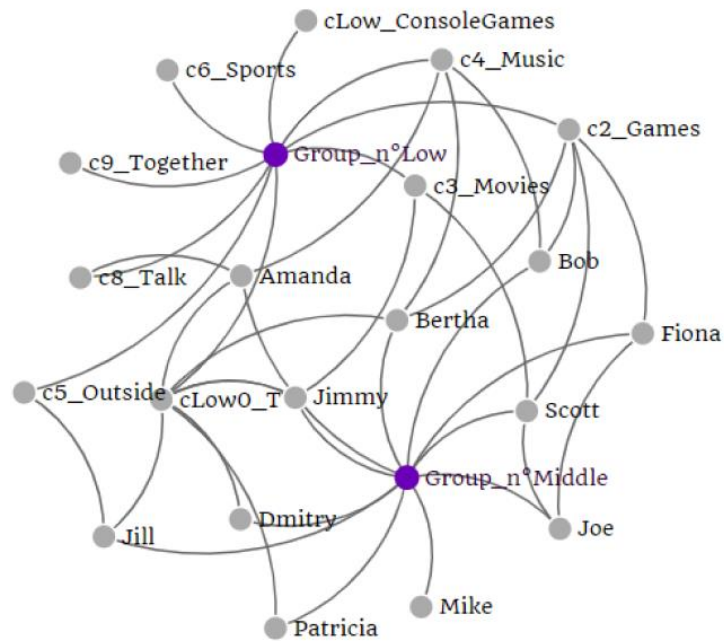 cLow_ConsoleGames
c4_Music
c6_Sports
c2_Games
Group_n°Low
c9_Together
c3_Movies
Bob
c8_Talk
Amanda
Bertha
Fiona
c5_Outside
cLow0_T
Jimmy
Scott
Group_n°Middle
Dmitry
Joe
Jill
Mike
Patricia